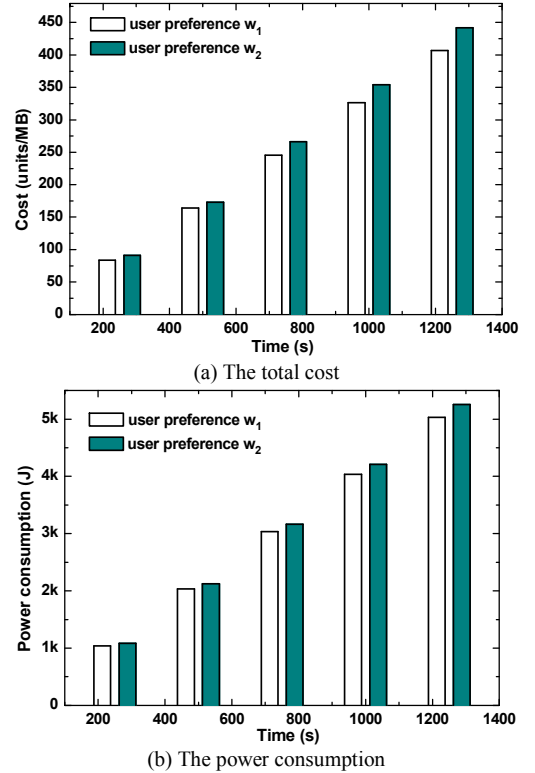 450
400
350
300
250
200
150
100
50
0
Cost (units/MB)
user preference w₁
user preference w₂
200 400 600 800 1000 1200 1400
Time (s)
(a) The total cost
5k
4k
3k
2k
1k
0
Power consumption (J)
user preference w₁
user preference w₂
200 400 600 800 1000 1200 1400
Time (s)
(b) The power consumption